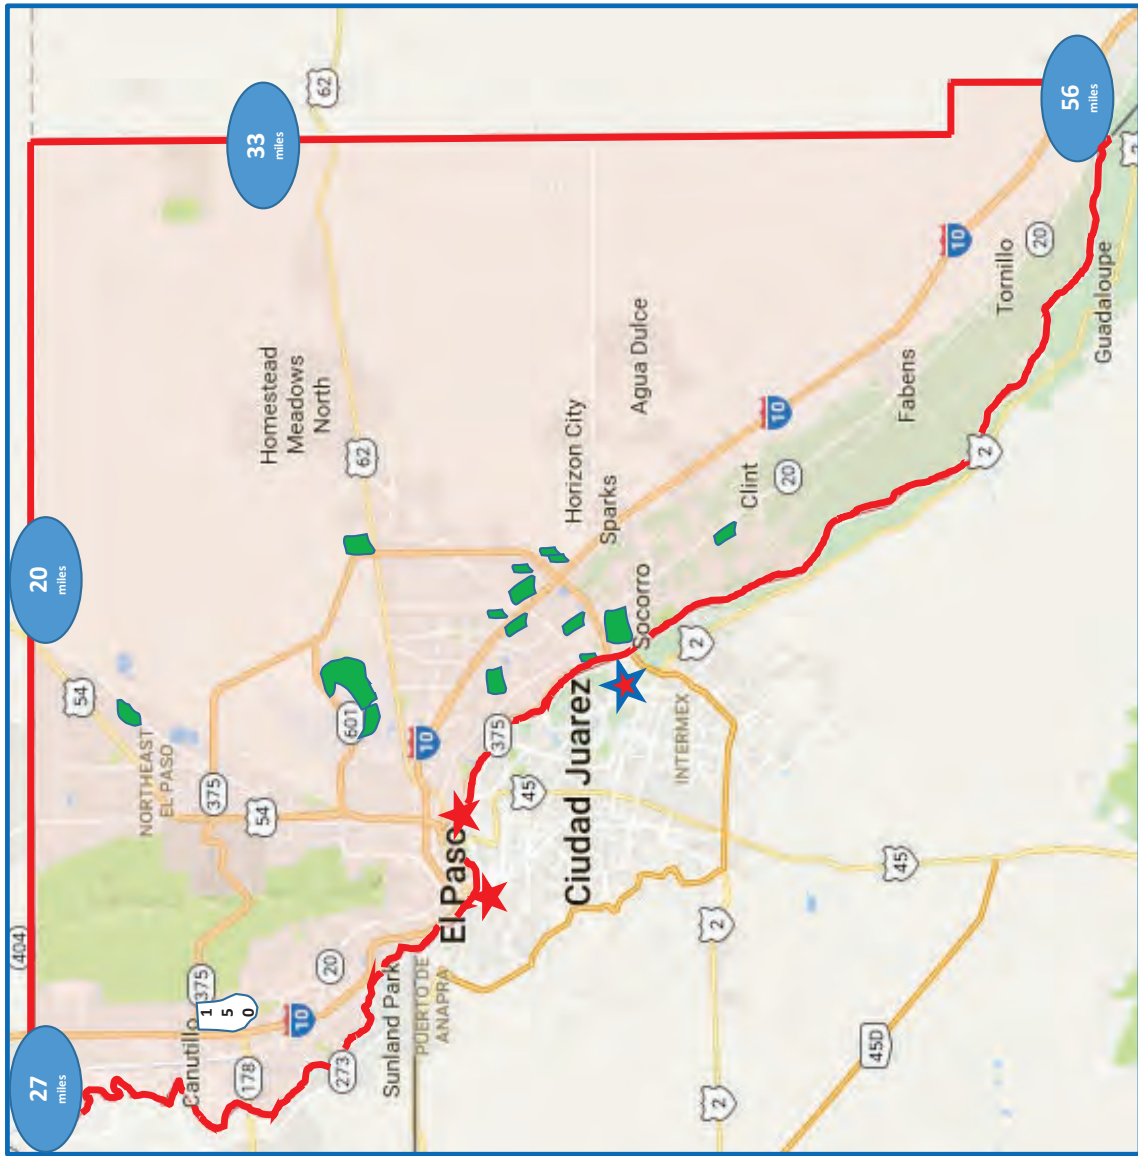 27
miles
404
20
miles
54
NORTHEAST
EL PASO
Canutillo
375
375
1
5
0
178
54
33
miles
Homestead
Meadows
North
10
62
20
273
601
62
Sunland Park
PUERTO DE
ANAPRA
10
El Paso
375
45
Horizon City
Ciudad Juarez
Sparks
Agua Dulce
Socorro
INTERMEX
2
2
2
Clint
10
20
45D
45
Fabens
10
2
Tornillo
20
56
miles
Guadaloupe
2